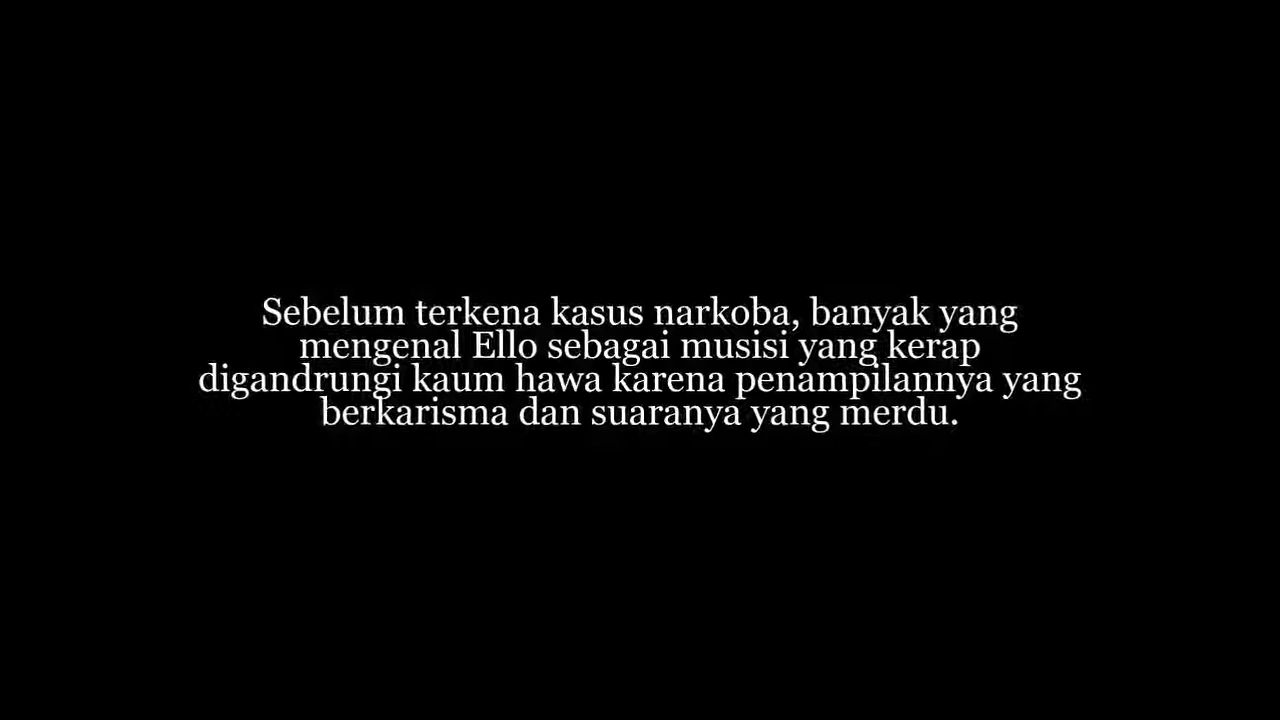 Sebelum terkena kasus narkoba, banyak yang
mengenal Ello sebagai musisi yang kerap
digandrungi kaum hawa karena penampilannya yang
berkarisma dan suaranya yang merdu.